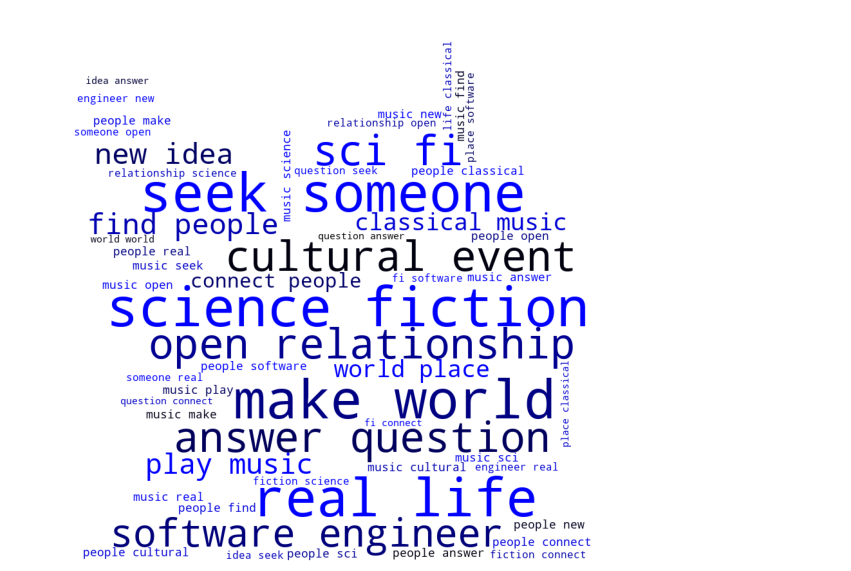 life classical
music find
place software
idea answer
engineer new
music new
people make
relationship open
someone open
music science
new idea
sci fi
relationship science
question seek
people classical
seek someone
find people
classical music
world world
question answer
people open
people real
cultural event
music seek
connect people
fi software
music answer
music open
science fiction
open relationship
people software
world place
place classical
someone real
music play
question connect
make world
music make
fi connect
answer question
play music
music sci
music cultural
engineer real
fiction science
real life
music real
people find
software engineer
people new
people connect
people cultural
idea seek
people sci
people answer
fiction connect